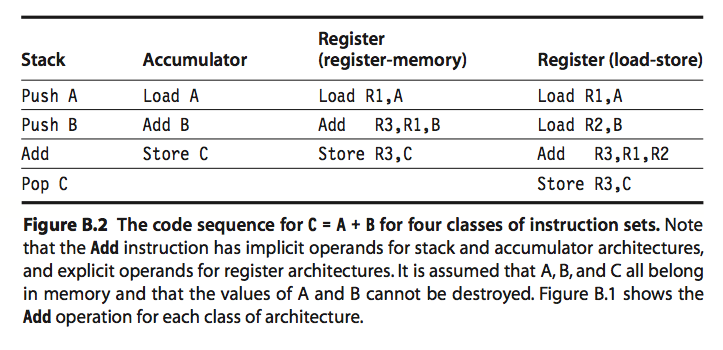 Stack Accumulator Register (register-memory) Register (load-store)
Push A Load A Load R1,A Load R1,A
Push B Add B Add R3,R1,B Load R2,B
Add Store C Store R3,C Add R3,R1,R2
Pop C Store R3,C
Figure B.2 The code sequence for C = A + B for four classes of instruction sets. Note
that the Add instruction has implicit operands for stack and accumulator architectures,
and explicit operands for register architectures. It is assumed that A, B, and C all belong
in memory and that the values of A and B cannot be destroyed. Figure B.1 shows the
Add operation for each class of architecture.